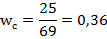 w_c = 25/69 = 0,36